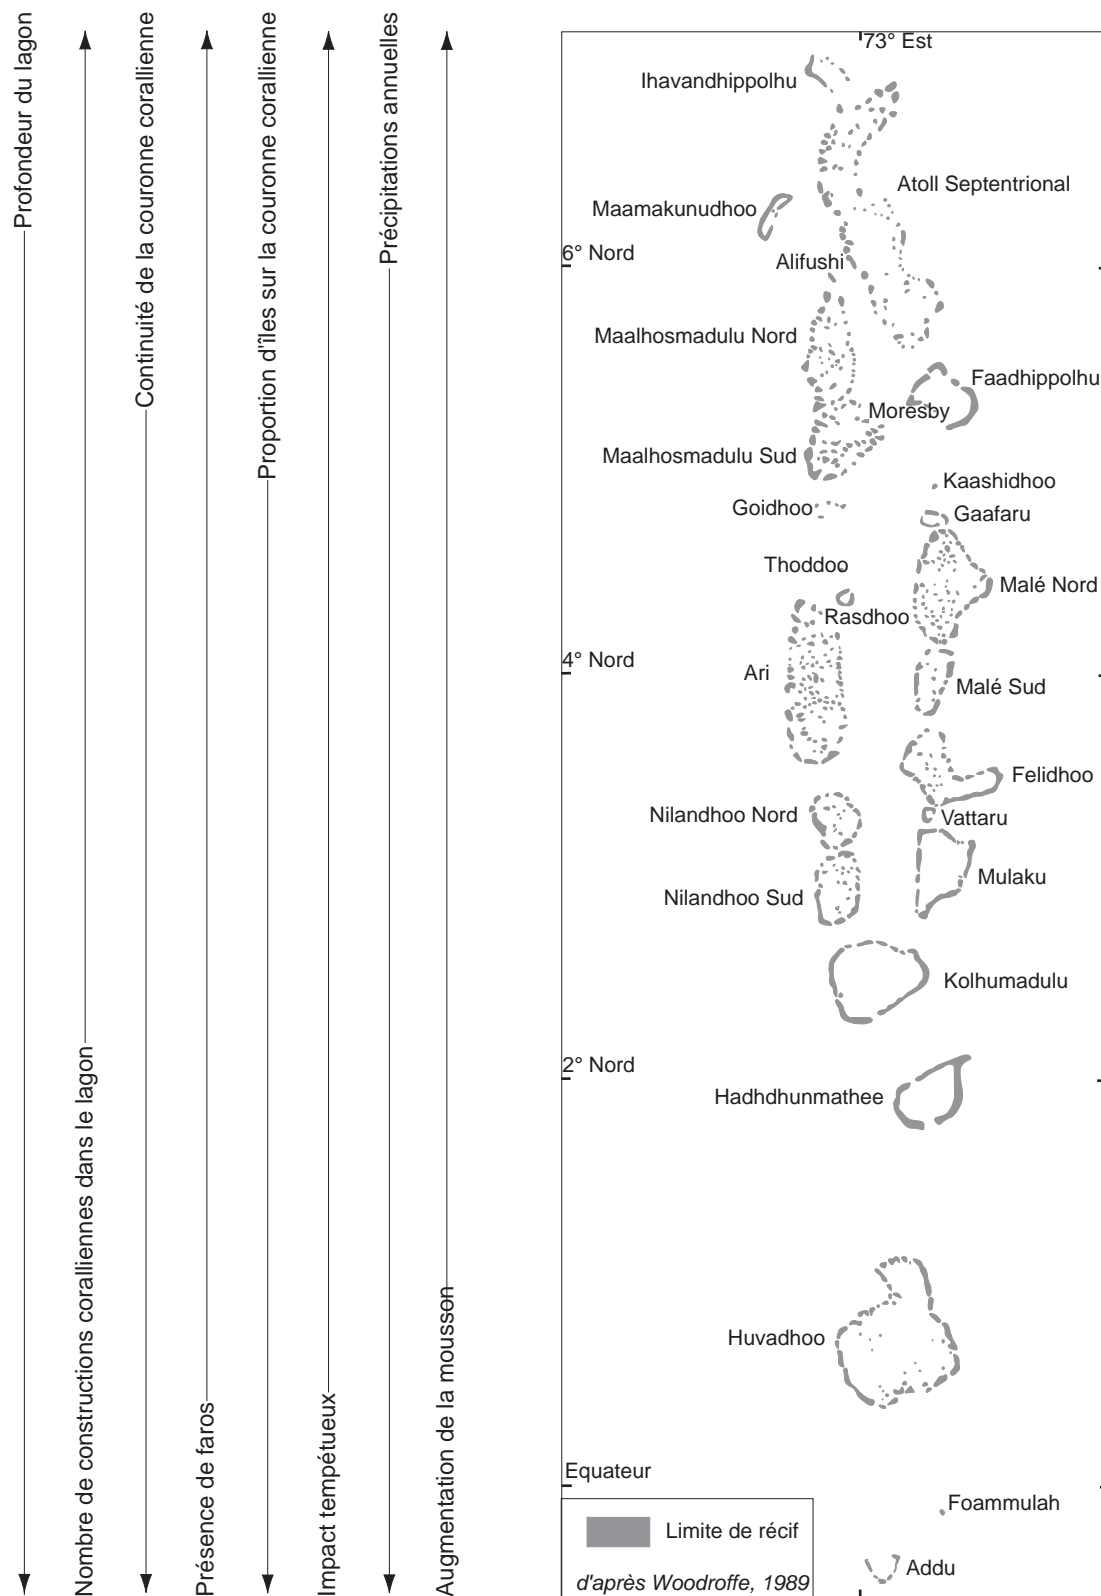 Profondeur du lagon
Nombre de constructions coralliennes dans le lagon
Continuité de la couronne corallienne
Présence de faros
Proportion d'îles sur la couronne corallienne
Impact tempétueux
Précipitations annuelles
Augmentation de la mousson
73° Est
Ihavandhippolhu
Atoll Septentrional
Maamakunudhoo
6° Nord
Alifushi
Maalhosmadulu Nord
Faadhippolhu
Moresby
Maalhosmadulu Sud
Kaashidhoo
Goidhoo
Gaafaru
Thoddoo
Malé Nord
Rasdhoo
4° Nord
Ari
Malé Sud
Felidhoo
Nilandhoo Nord
Vattaru
Mulaku
Nilandhoo Sud
Kolhumadulu
2° Nord
Hadhdhunmathee
Huvadhoo
Equateur
Foammulah
Limite de récif
Addu
d'après Woodroffe, 1989